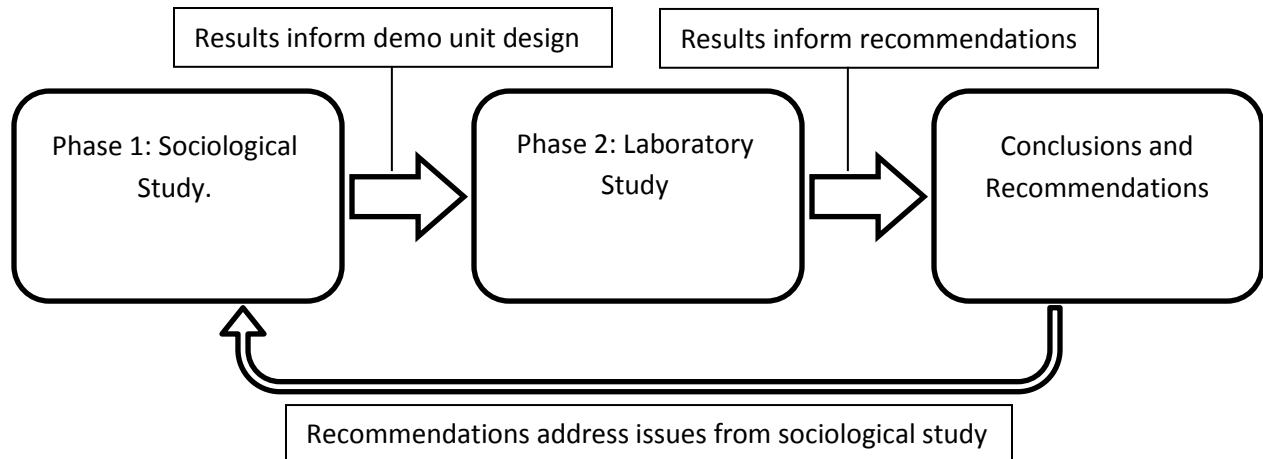 Results inform demo unit design
Results inform recommendations
Phase 1: Sociological
Study.
Phase 2: Laboratory
Study
Conclusions and
Recommendations
Recommendations address issues from sociological study